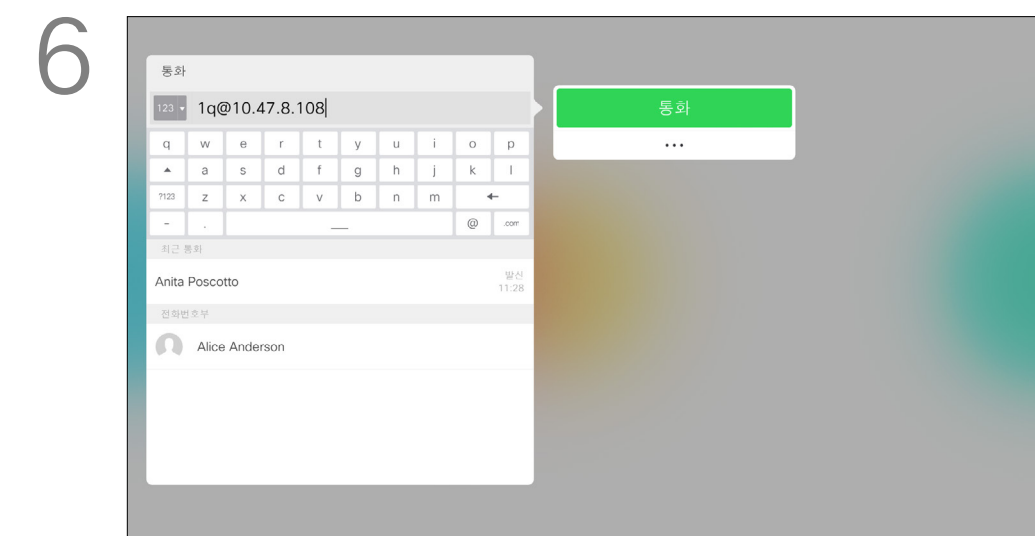 6
통화
123 1q@10.47.8.108
통화
...
q w e r t y u i o p
a s d f g h j k l
?123 z x c v b n m
- . @ .com
최근 통화
Anita Poscotto 발신
11:28
전화번호부
Alice Anderson